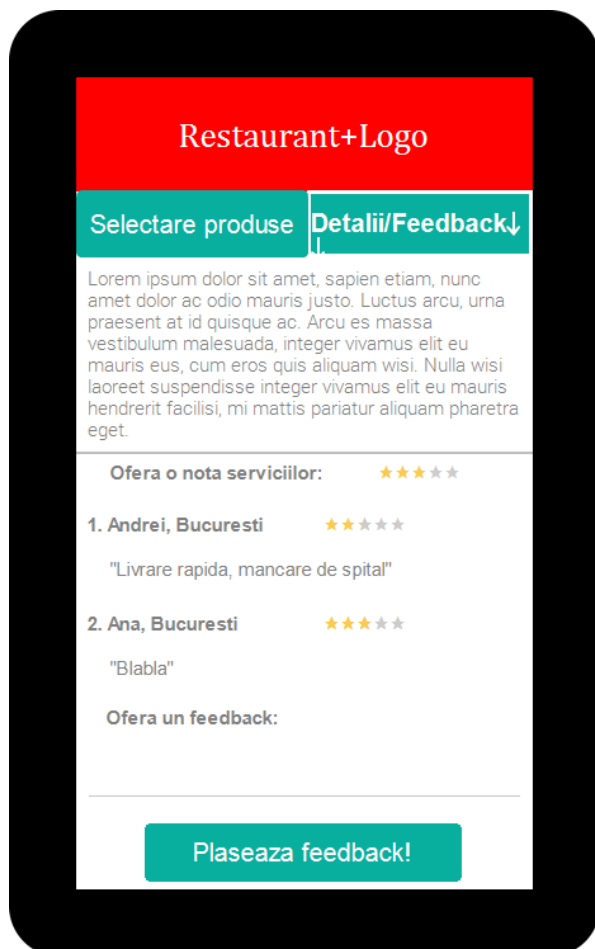 Restaurant+Logo
Selectare produse
Detalii/Feedback↓
↓
Lorem ipsum dolor sit amet, sapien etiam, nunc
amet dolor ac odio mauris justo. Luctus arcu, urna
praesent at id quisque ac. Arcu es massa
vestibulum malesuada, integer vivamus elit eu
mauris eus, cum eros quis aliquam wisi. Nulla wisi
laoreet suspendisse integer vivamus elit eu mauris
hendrerit facilisi, mi mattis pariatur aliquam pharetra
eget.
Ofera o nota serviciilor:
1. Andrei, Bucuresti
"Livrare rapida, mancare de spital"
2. Ana, Bucuresti
"Blabla"
Ofera un feedback:
Plaseaza feedback!